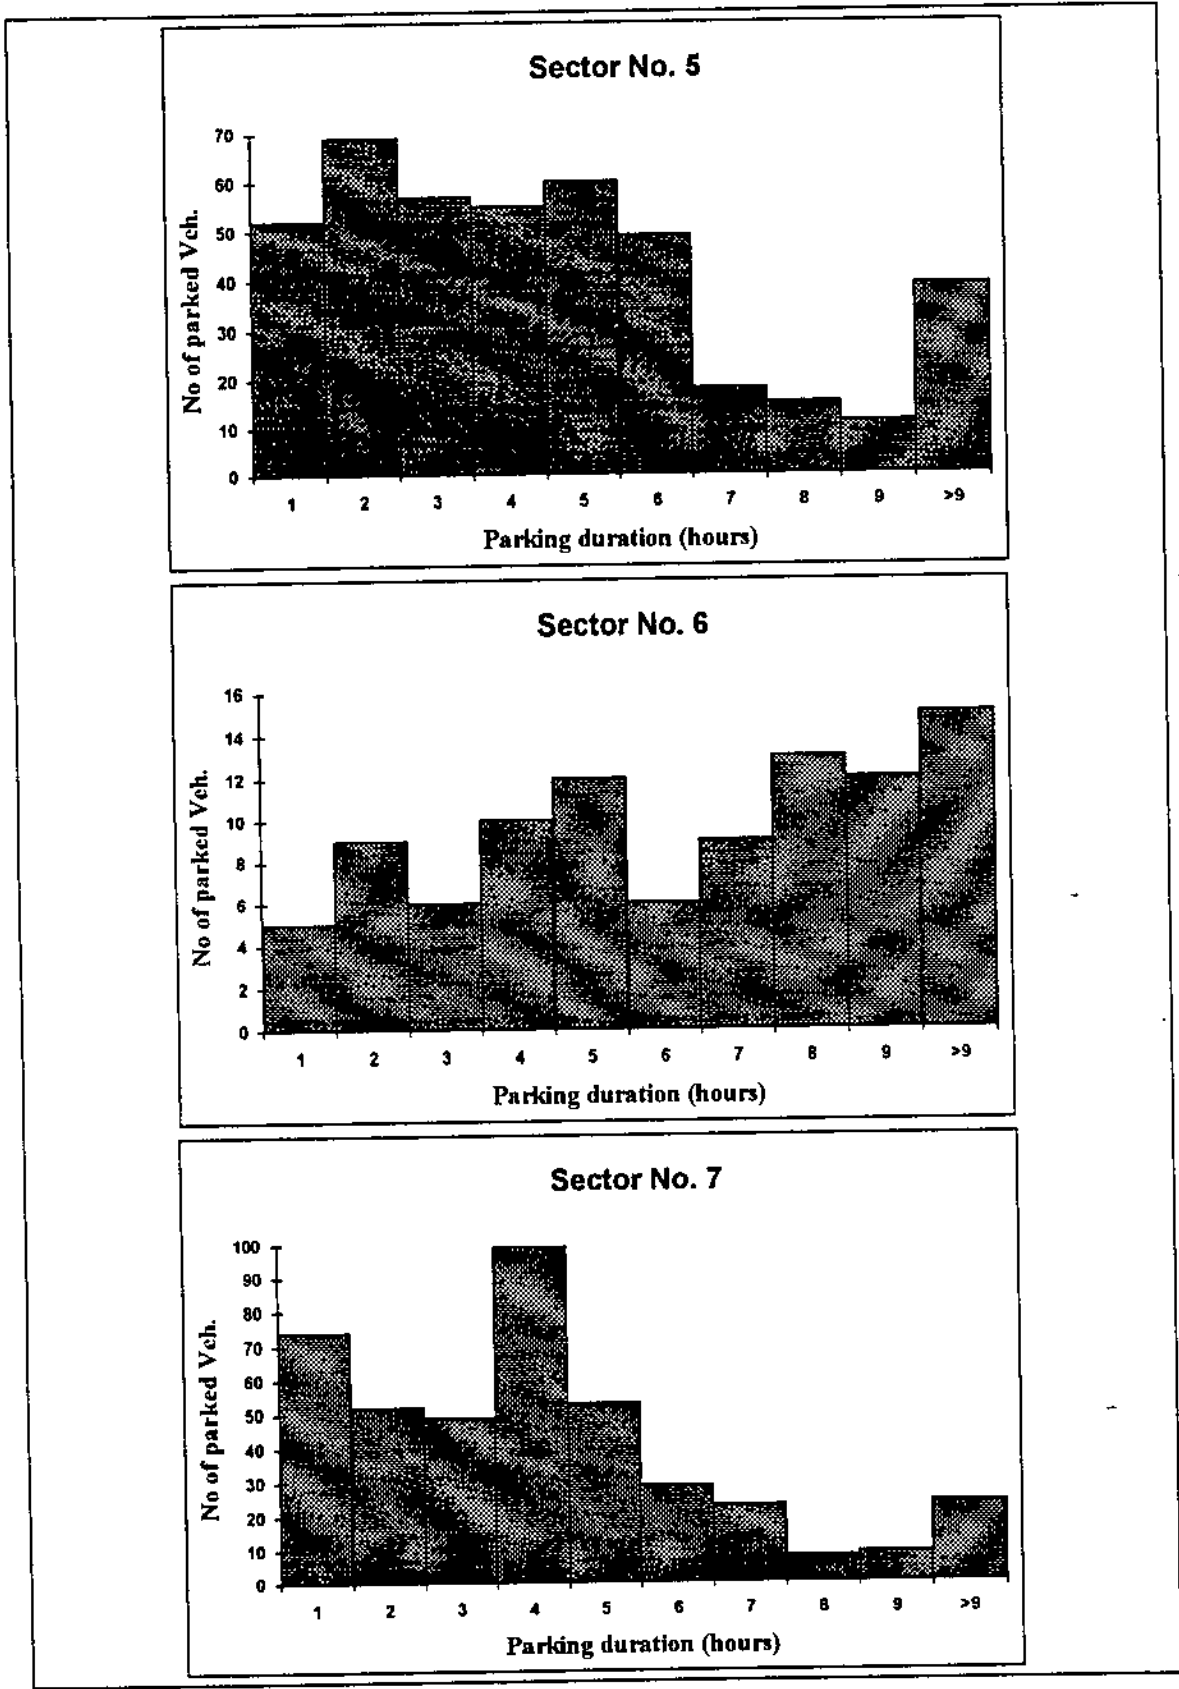 Sector No. 5
70
60
50
40
30
20
10
0
No of parked Veh.
1 2 3 4 5 6 7 8 9 >9
Parking duration (hours)
Sector No. 6
16
14
12
10
8
6
4
2
0
No of parked Veh.
1 2 3 4 5 6 7 8 9 >9
Parking duration (hours)
Sector No. 7
100
90
80
70
60
50
40
30
20
10
0
No of parked Veh.
1 2 3 4 5 6 7 8 9 >9
Parking duration (hours)